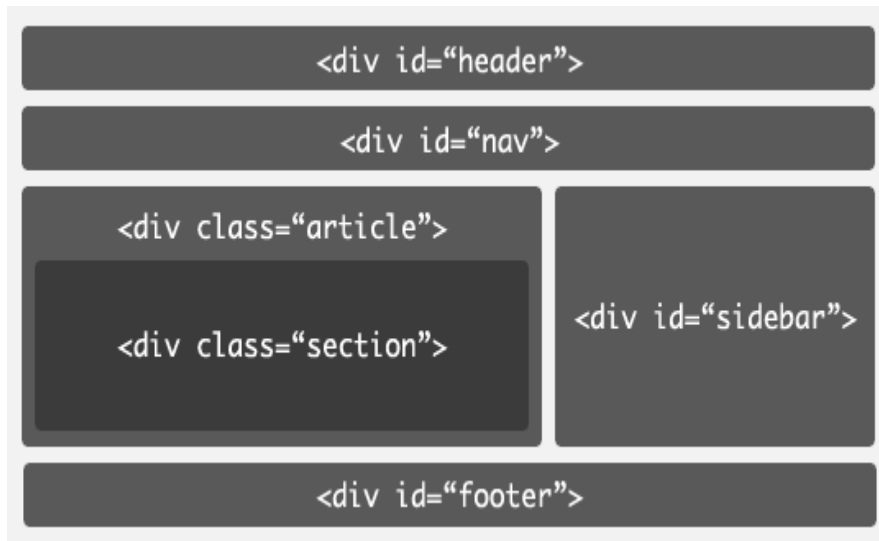 <div id=“header”>
<div id=“nav”>
<div class=“article”>
<div class=“section”>
<div id=“sidebar”>
<div id=“footer”>